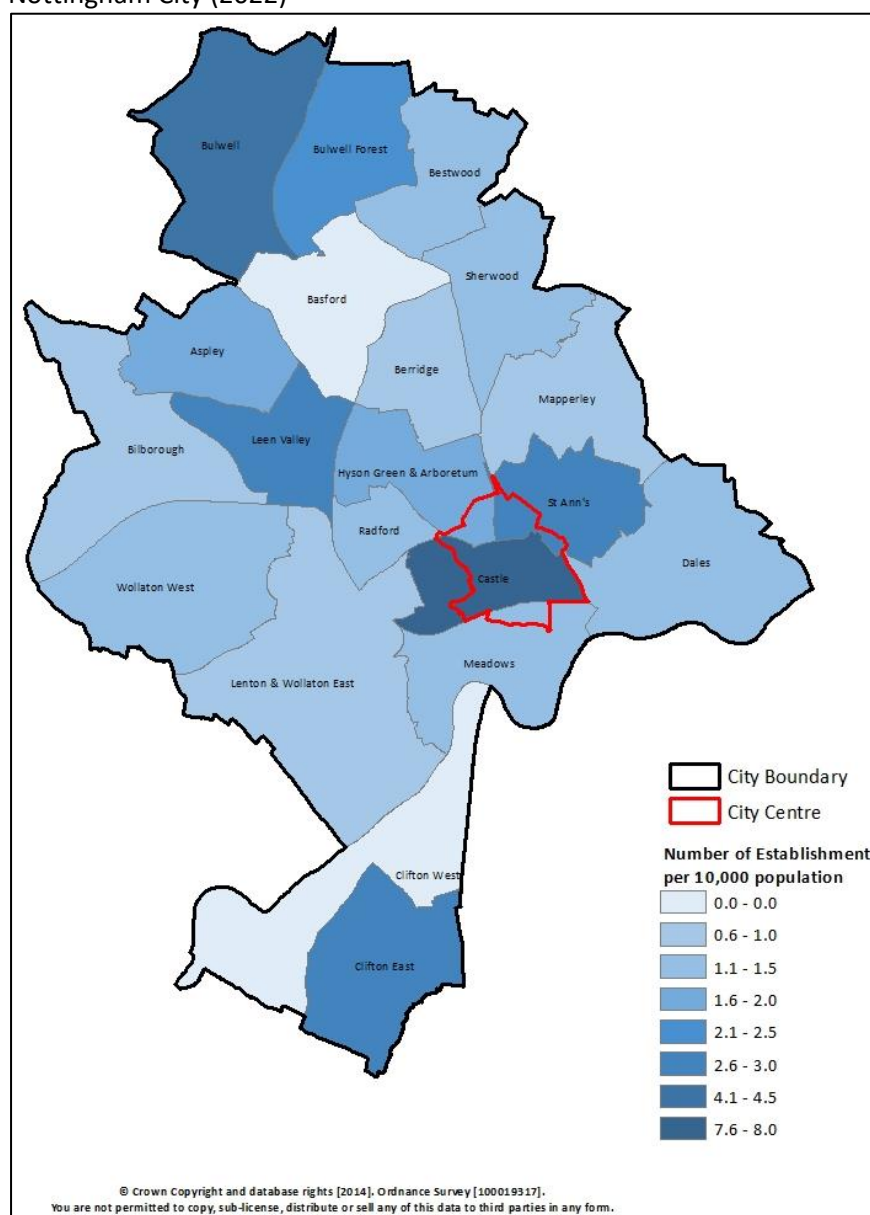 Nottingham City (2022)
Bulwell
Bulwell Forest
Bestwood
Sherwood
Basford
Aspley
Berridge
Mapperley
Bilborough
Leen Valley
Hyson Green & Arboretum
St Ann's
Radford
Dales
Castle
Wollaton West
Meadows
Lenton & Wollaton East
Clifton West
Clifton East
City Boundary
City Centre
Number of Establishment
per 10,000 population
0.0 - 0.0
0.6 - 1.0
1.1 - 1.5
1.6 - 2.0
2.1 - 2.5
2.6 - 3.0
4.1 - 4.5
7.6 - 8.0
© Crown Copyright and database rights [2014]. Ordnance Survey [100019317].
You are not permitted to copy, sub-license, distribute or sell any of this data to third parties in any form.